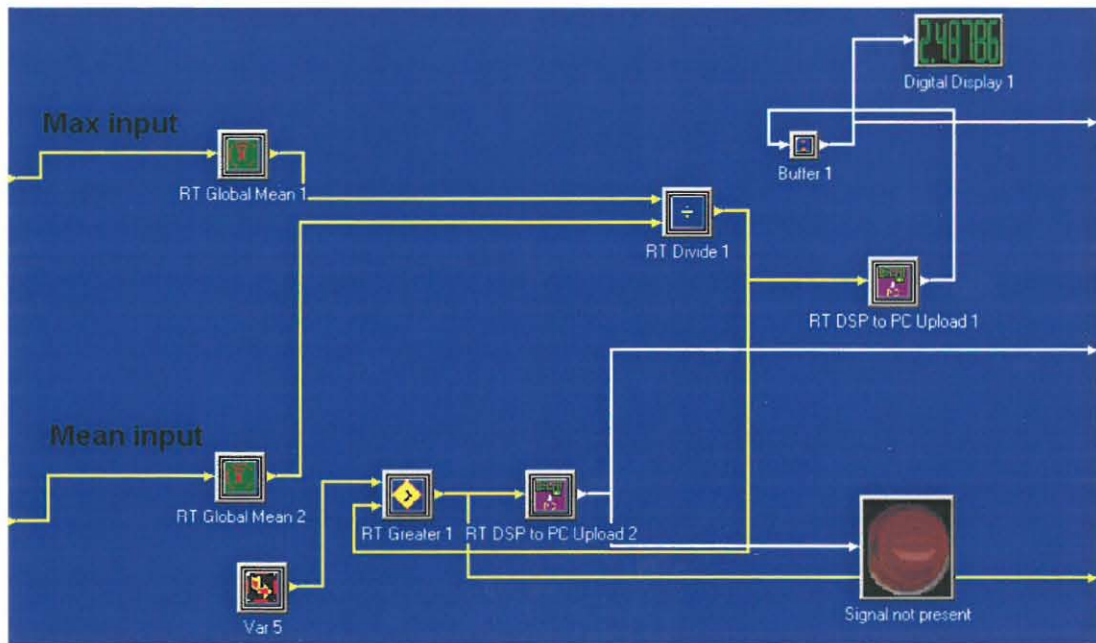 2.48786
Digital Display 1
Max input
Buffer 1
RT Global Mean 1
÷
RT Divide 1
RT DSP to PC Upload 1
Mean input
RT Global Mean 2
RT Greater 1
RT DSP to PC Upload 2
Var 5
Signal not present